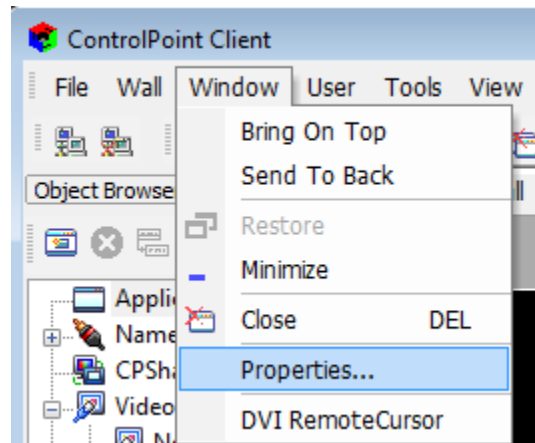 ControlPoint Client
File Wall Window User Tools View
Bring On Top
Send To Back
Object Browse
Restore
Minimize
Appli
Close DEL
Name
CPSha
Properties...
Video
DVI RemoteCursor